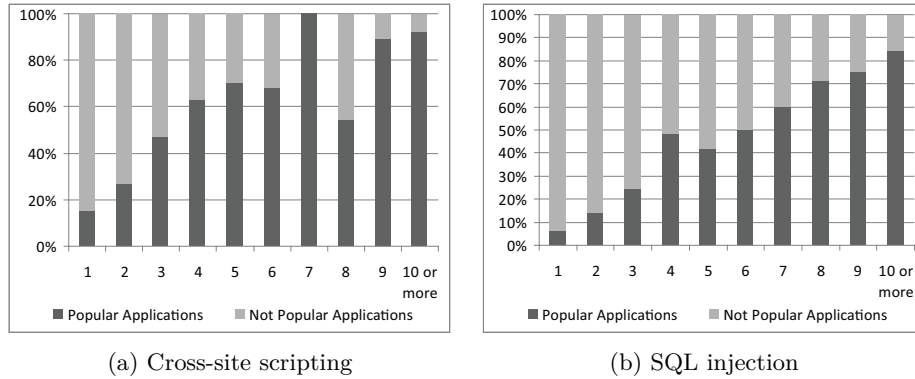 100%
80%
60%
40%
20%
0%
1 2 3 4 5 6 7 8 9 10 or
more
Popular Applications Not Popular Applications
(a) Cross-site scripting
100%
90%
80%
70%
60%
50%
40%
30%
20%
10%
0%
1 2 3 4 5 6 7 8 9 10 or
more
Popular Applications Not Popular Applications
(b) SQL injection